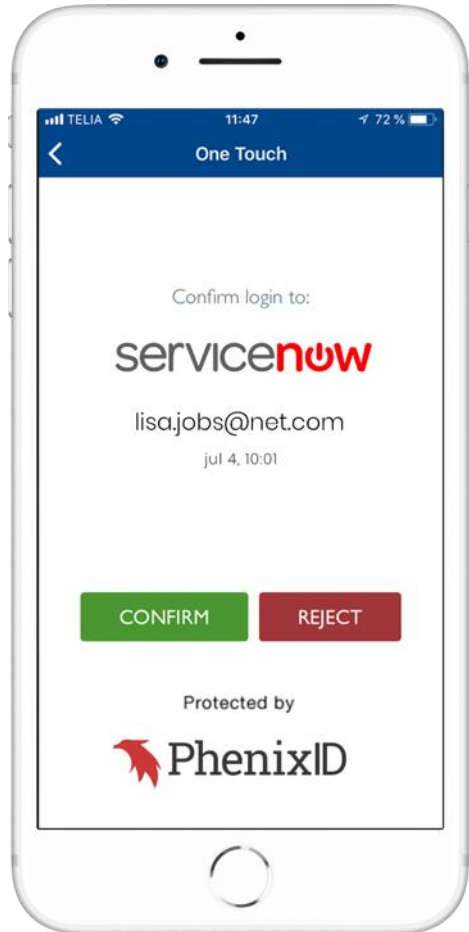 TELIA 11:47 72 %
One Touch
Confirm login to:
servicenow
lisa.jobs@net.com
jul 4, 10:01
CONFIRM REJECT
Protected by
PhenixID